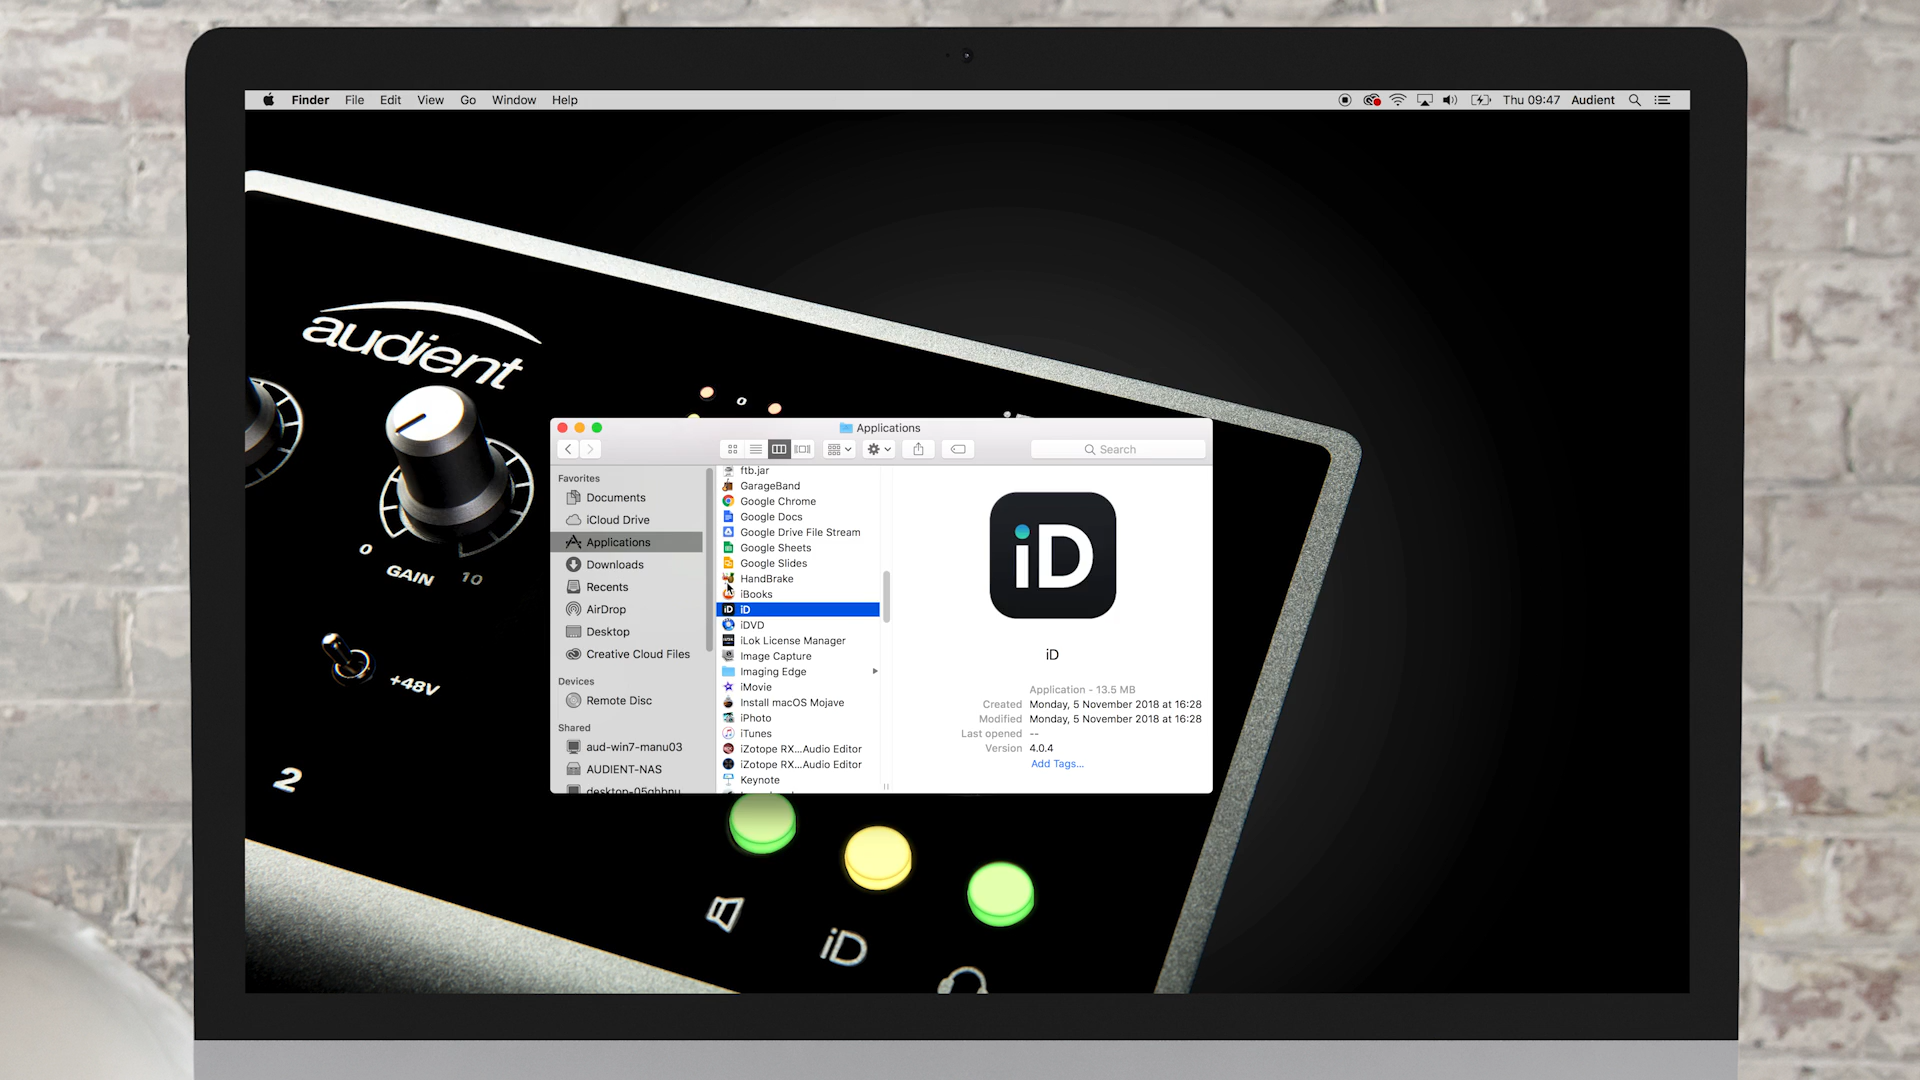 Finder File Edit View Go Window Help
Thu 09:47 Audient
audient
0
GAIN 10
+48V
2
iD
Applications
Search
Favorites
Documents
iCloud Drive
Applications
Downloads
Recents
AirDrop
Desktop
Creative Cloud Files
Devices
Remote Disc
Shared
aud-win7-manu03
AUDIENT-NAS
ftb.jar
GarageBand
Google Chrome
Google Docs
Google Drive File Stream
Google Sheets
Google Slides
HandBrake
iBooks
iD
iD
iDVD
iLok License Manager
Image Capture
Imaging Edge
iMovie
Install macOS Mojave
iPhoto
iTunes
iZotope RX...Audio Editor
iZotope RX...Audio Editor
Keynote
iD
iD
Application - 13.5 MB
Created Monday, 5 November 2018 at 16:28
Modified Monday, 5 November 2018 at 16:28
Last opened --
Version 4.0.4
Add Tags...
0